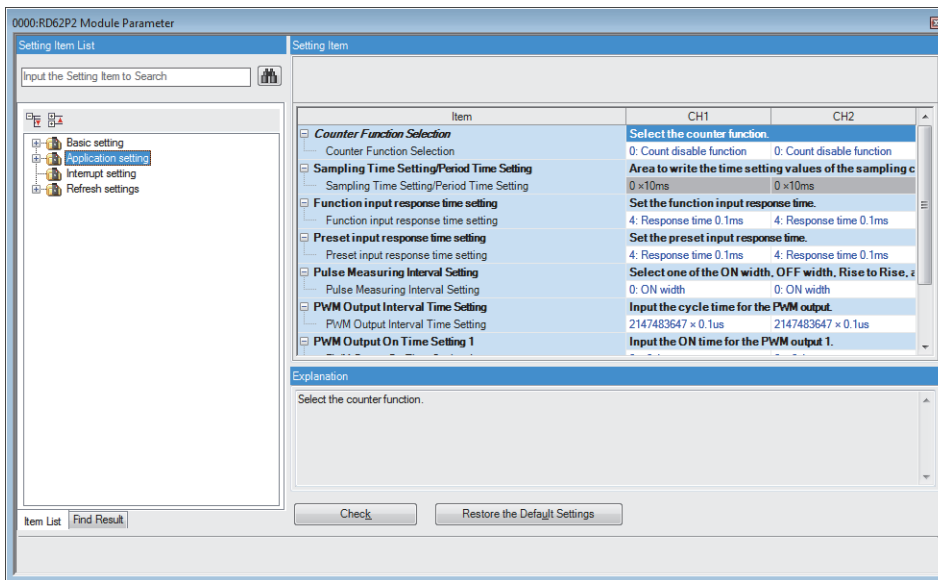 0000:RD62P2 Module Parameter
Setting Item List
Input the Setting Item to Search
Basic setting
Application setting
Interrupt setting
Refresh settings
Item List Find Result
Setting Item
Item CH1 CH2
Counter Function Selection Select the counter function.
Counter Function Selection 0: Count disable function 0: Count disable function
Sampling Time Setting/Period Time Setting Area to write the time setting values of the sampling c
Sampling Time Setting/Period Time Setting 0 ×10ms 0 ×10ms
Function input response time setting Set the function input response time.
Function input response time setting 4: Response time 0.1ms 4: Response time 0.1ms
Preset input response time setting Set the preset input response time.
Preset input response time setting 4: Response time 0.1ms 4: Response time 0.1ms
Pulse Measuring Interval Setting Select one of the ON width, OFF width, Rise to Rise, a
Pulse Measuring Interval Setting 0: ON width 0: ON width
PWM Output Interval Time Setting Input the cycle time for the PWM output.
PWM Output Interval Time Setting 2147483647 × 0.1us 2147483647 × 0.1us
PWM Output On Time Setting 1 Input the ON time for the PWM output 1.
Explanation
Select the counter function.
Check Restore the Default Settings